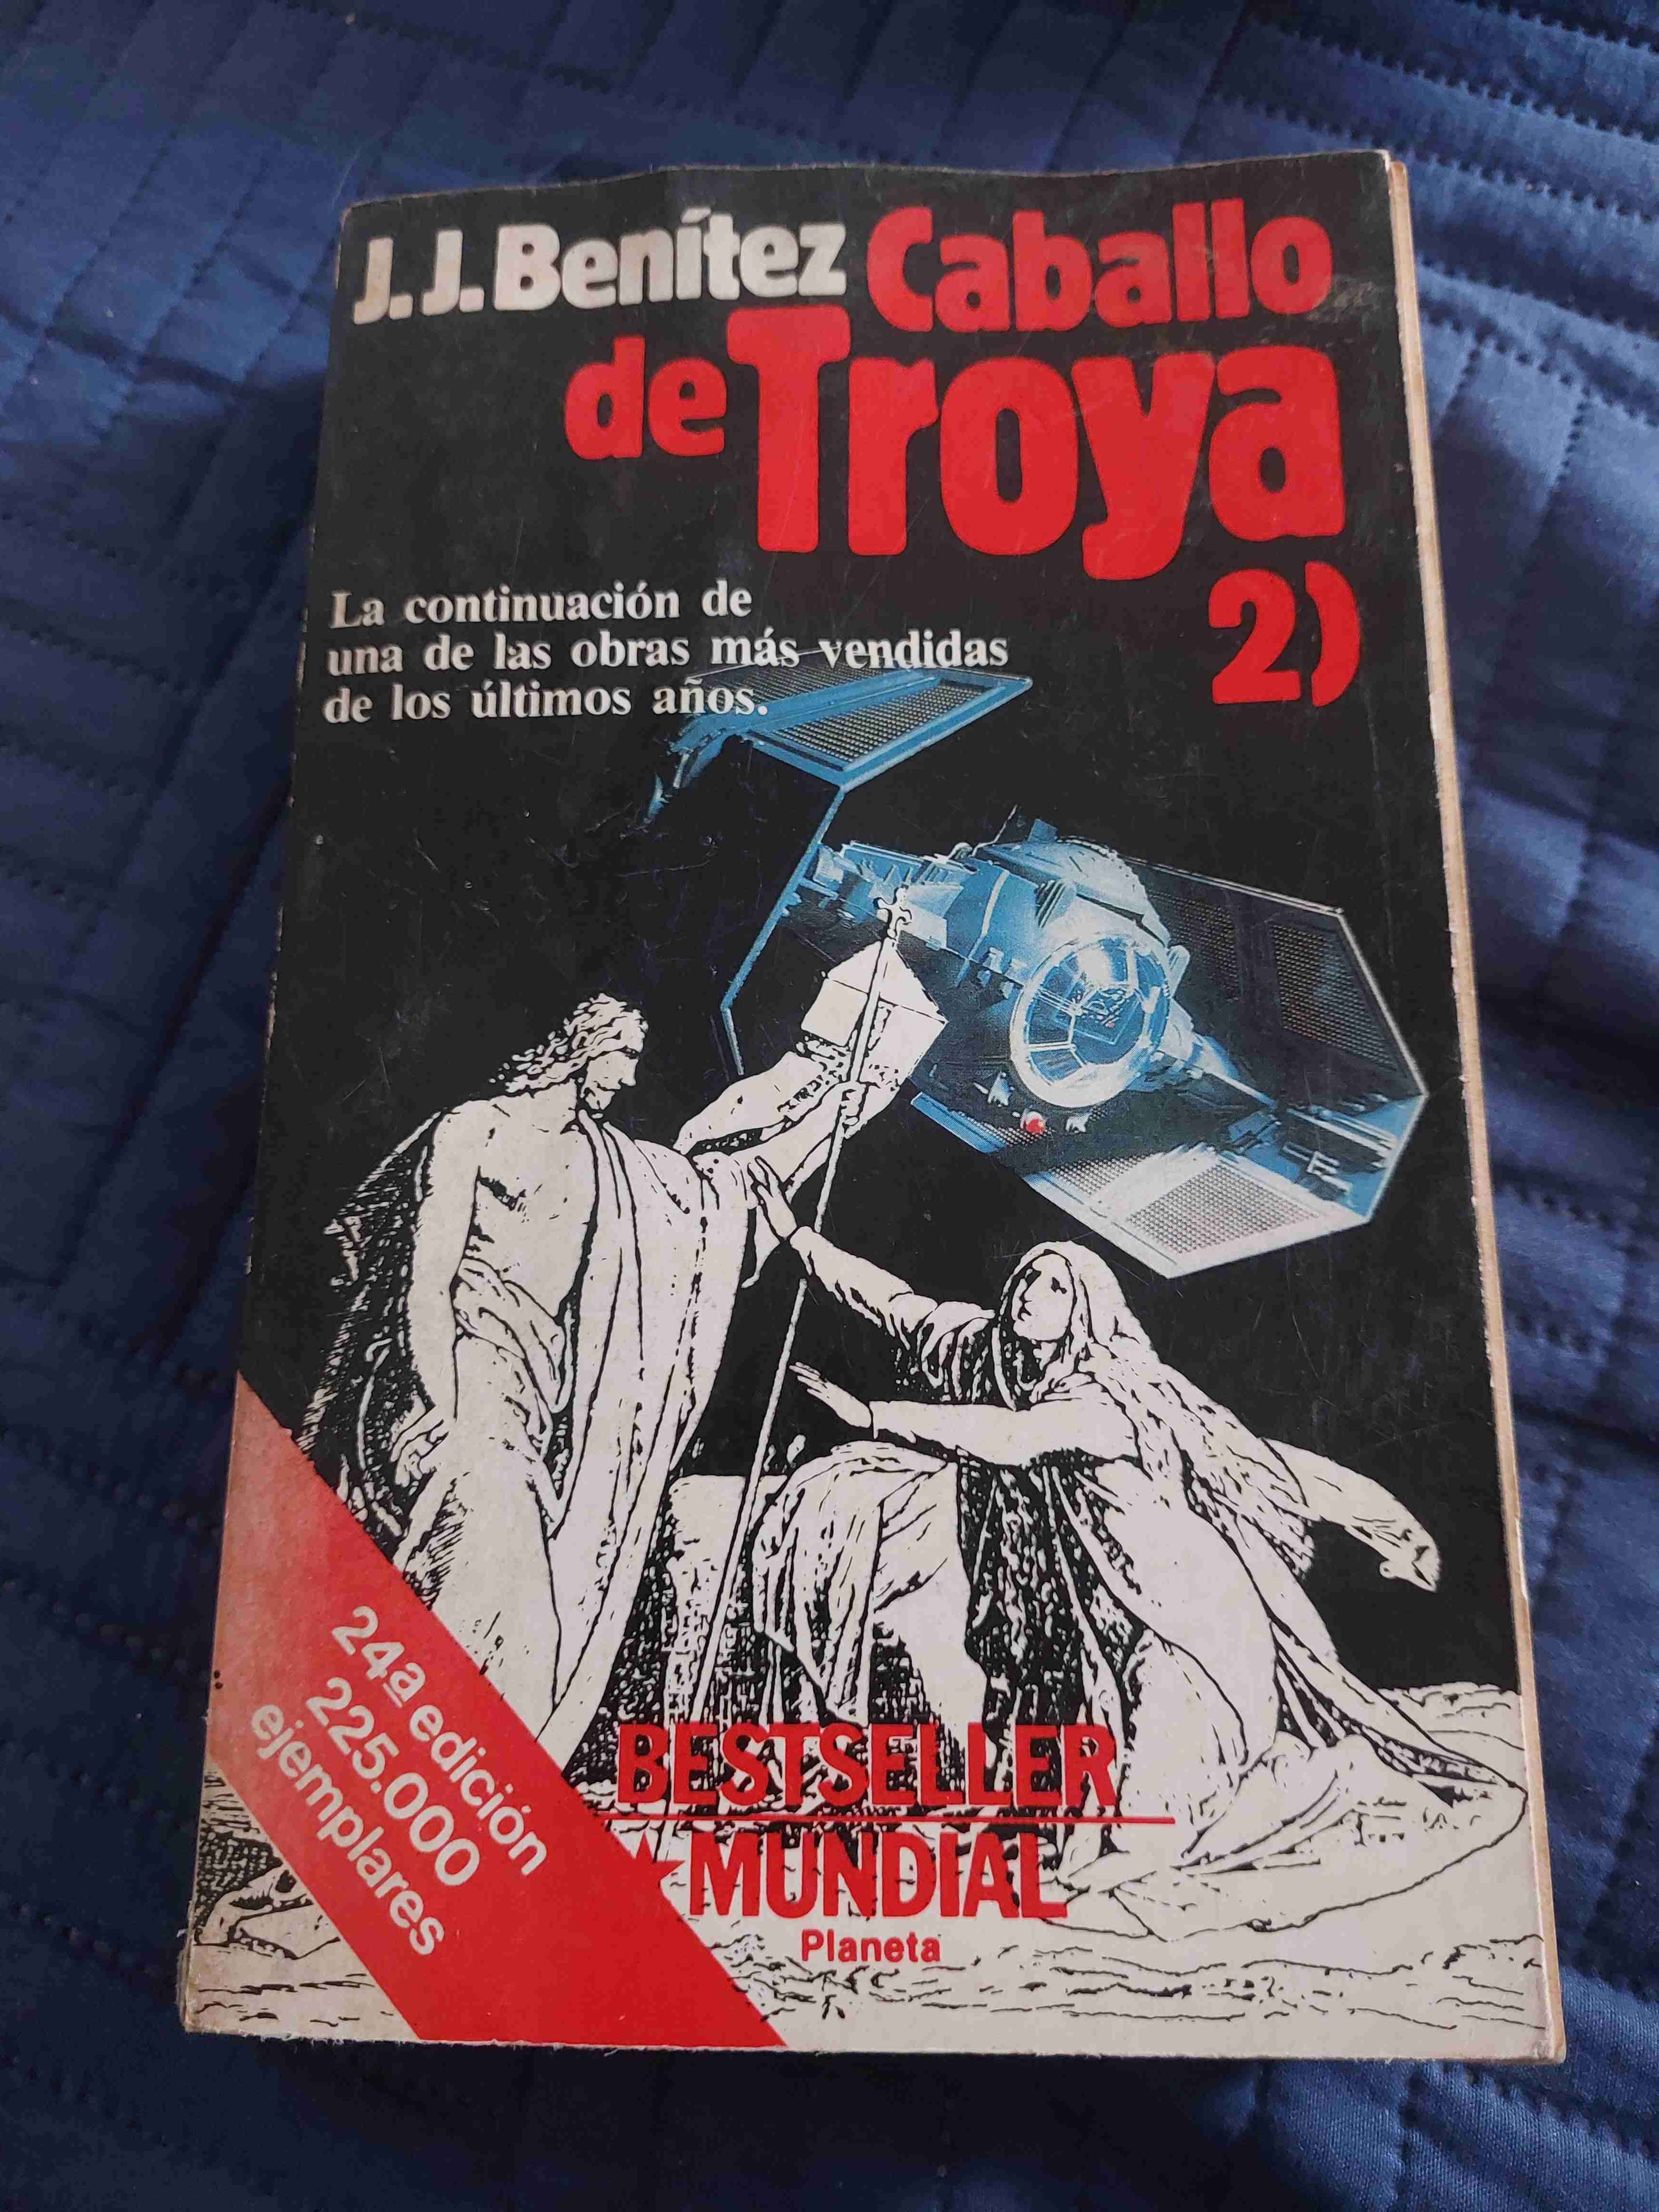 J. J. Benítez Caballo
de Troya
2)
La continuación de
una de las obras más vendidas
de los últimos años.
24ª edición
225.000
ejemplares
BESTSELLER
MUNDIAL
Planeta